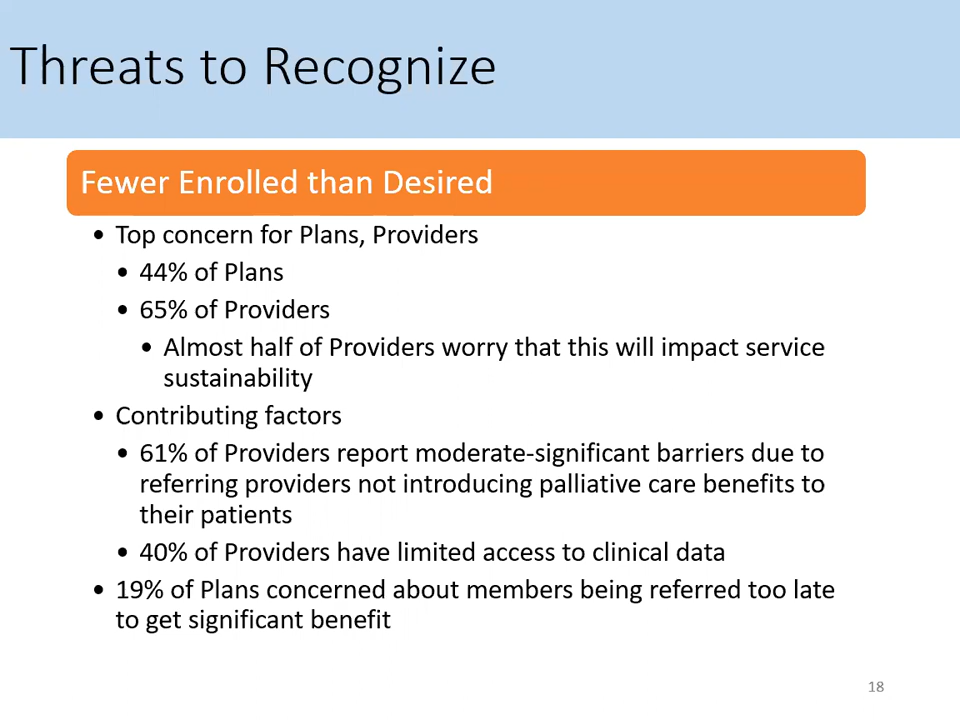 Threats to Recognize
Fewer Enrolled than Desired
• Top concern for Plans, Providers
• 44% of Plans
• 65% of Providers
• Almost half of Providers worry that this will impact service
sustainability
• Contributing factors
• 61% of Providers report moderate-significant barriers due to
referring providers not introducing palliative care benefits to
their patients
• 40% of Providers have limited access to clinical data
• 19% of Plans concerned about members being referred too late
to get significant benefit
18